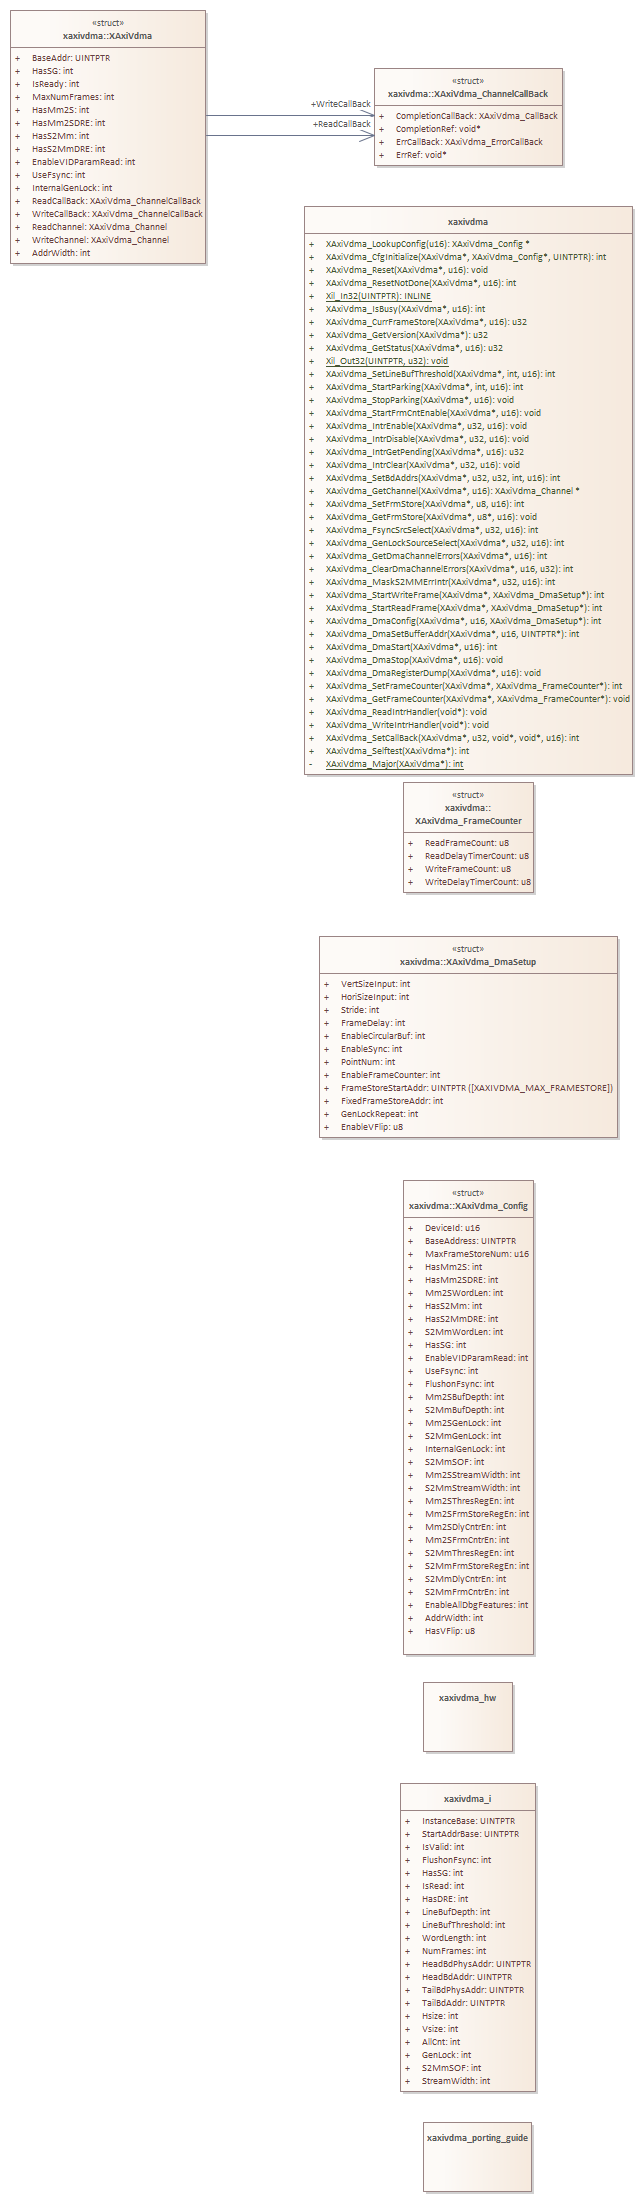 «struct»
xaxivdma::XAxiVdma
+ BaseAddr: UINTPTR
+ HasSG: int
+ IsReady: int
+ MaxNumFrames: int
+ HasMm2S: int
+ HasMm2SDRE: int
+ HasS2Mm: int
+ HasS2MmDRE: int
+ EnableVIDParamRead: int
+ UseFsync: int
+ InternalGenLock: int
+ ReadCallBack: XAxiVdma_ChannelCallBack
+ WriteCallBack: XAxiVdma_ChannelCallBack
+ ReadChannel: XAxiVdma_Channel
+ WriteChannel: XAxiVdma_Channel
+ AddrWidth: int
+WriteCallBack
+ReadCallBack
«struct»
xaxivdma::XAxiVdma_ChannelCallBack
+ CompletionCallBack: XAxiVdma_CallBack
+ CompletionRef: void*
+ ErrCallBack: XAxiVdma_ErrorCallBack
+ ErrRef: void*
xaxivdma
+ XAxiVdma_LookupConfig(u16): XAxiVdma_Config *
+ XAxiVdma_CfgInitialize(XAxiVdma*, XAxiVdma_Config*, UINTPTR): int
+ XAxiVdma_Reset(XAxiVdma*, u16): void
+ XAxiVdma_ResetNotDone(XAxiVdma*, u16): int
+ Xil_In32(UINTPTR): INLINE
+ XAxiVdma_IsBusy(XAxiVdma*, u16): int
+ XAxiVdma_CurrFrameStore(XAxiVdma*, u16): u32
+ XAxiVdma_GetVersion(XAxiVdma*): u32
+ XAxiVdma_GetStatus(XAxiVdma*, u16): u32
+ Xil_Out32(UINTPTR, u32): void
+ XAxiVdma_SetLineBufThreshold(XAxiVdma*, int, u16): int
+ XAxiVdma_StartParking(XAxiVdma*, int, u16): int
+ XAxiVdma_StopParking(XAxiVdma*, u16): void
+ XAxiVdma_StartFrmCntEnable(XAxiVdma*, u16): void
+ XAxiVdma_IntrEnable(XAxiVdma*, u32, u16): void
+ XAxiVdma_IntrDisable(XAxiVdma*, u32, u16): void
+ XAxiVdma_IntrGetPending(XAxiVdma*, u16): u32
+ XAxiVdma_IntrClear(XAxiVdma*, u32, u16): void
+ XAxiVdma_SetBdAddrs(XAxiVdma*, u32, u32, int, u16): int
+ XAxiVdma_GetChannel(XAxiVdma*, u16): XAxiVdma_Channel *
+ XAxiVdma_SetFrmStore(XAxiVdma*, u8, u16): int
+ XAxiVdma_GetFrmStore(XAxiVdma*, u8*, u16): void
+ XAxiVdma_FsyncSrcSelect(XAxiVdma*, u32, u16): int
+ XAxiVdma_GenLockSourceSelect(XAxiVdma*, u32, u16): int
+ XAxiVdma_GetDmaChannelErrors(XAxiVdma*, u16): int
+ XAxiVdma_ClearDmaChannelErrors(XAxiVdma*, u16, u32): int
+ XAxiVdma_MaskS2MMErrIntr(XAxiVdma*, u32, u16): int
+ XAxiVdma_StartWriteFrame(XAxiVdma*, XAxiVdma_DmaSetup*): int
+ XAxiVdma_StartReadFrame(XAxiVdma*, XAxiVdma_DmaSetup*): int
+ XAxiVdma_DmaConfig(XAxiVdma*, u16, XAxiVdma_DmaSetup*): int
+ XAxiVdma_DmaSetBufferAddr(XAxiVdma*, u16, UINTPTR*): int
+ XAxiVdma_DmaStart(XAxiVdma*, u16): int
+ XAxiVdma_DmaStop(XAxiVdma*, u16): void
+ XAxiVdma_DmaRegisterDump(XAxiVdma*, u16): void
+ XAxiVdma_SetFrameCounter(XAxiVdma*, XAxiVdma_FrameCounter*): int
+ XAxiVdma_GetFrameCounter(XAxiVdma*, XAxiVdma_FrameCounter*): void
+ XAxiVdma_ReadIntrHandler(void*): void
+ XAxiVdma_WriteIntrHandler(void*): void
+ XAxiVdma_SetCallBack(XAxiVdma*, u32, void*, void*, u16): int
+ XAxiVdma_Selftest(XAxiVdma*): int
- XAxiVdma_Major(XAxiVdma*): int
«struct»
xaxivdma::
XAxiVdma_FrameCounter
+ ReadFrameCount: u8
+ ReadDelayTimerCount: u8
+ WriteFrameCount: u8
+ WriteDelayTimerCount: u8
«struct»
xaxivdma::XAxiVdma_DmaSetup
+ VertSizeInput: int
+ HoriSizeInput: int
+ Stride: int
+ FrameDelay: int
+ EnableCircularBuf: int
+ EnableSync: int
+ PointNum: int
+ EnableFrameCounter: int
+ FrameStoreStartAddr: UINTPTR ([XAXIVDMA_MAX_FRAMESTORE])
+ FixedFrameStoreAddr: int
+ GenLockRepeat: int
+ EnableVFlip: u8
«struct»
xaxivdma::XAxiVdma_Config
+ DeviceId: u16
+ BaseAddress: UINTPTR
+ MaxFrameStoreNum: u16
+ HasMm2S: int
+ HasMm2SDRE: int
+ Mm2SWordLen: int
+ HasS2Mm: int
+ HasS2MmDRE: int
+ S2MmWordLen: int
+ HasSG: int
+ EnableVIDParamRead: int
+ UseFsync: int
+ FlushonFsync: int
+ Mm2SBufDepth: int
+ S2MmBufDepth: int
+ Mm2SGenLock: int
+ S2MmGenLock: int
+ InternalGenLock: int
+ S2MmSOF: int
+ Mm2SStreamWidth: int
+ S2MmStreamWidth: int
+ Mm2SThresRegEn: int
+ Mm2SFrmStoreRegEn: int
+ Mm2SDlyCntrEn: int
+ Mm2SFrmCntrEn: int
+ S2MmThresRegEn: int
+ S2MmFrmStoreRegEn: int
+ S2MmDlyCntrEn: int
+ S2MmFrmCntrEn: int
+ EnableAllDbgFeatures: int
+ AddrWidth: int
+ HasVFlip: u8
xaxivdma_hw
xaxivdma_i
+ InstanceBase: UINTPTR
+ StartAddrBase: UINTPTR
+ IsValid: int
+ FlushonFsync: int
+ HasSG: int
+ IsRead: int
+ HasDRE: int
+ LineBufDepth: int
+ LineBufThreshold: int
+ WordLength: int
+ NumFrames: int
+ HeadBdPhysAddr: UINTPTR
+ HeadBdAddr: UINTPTR
+ TailBdPhysAddr: UINTPTR
+ TailBdAddr: UINTPTR
+ Hsize: int
+ Vsize: int
+ AllCnt: int
+ GenLock: int
+ S2MmSOF: int
+ StreamWidth: int
xaxivdma_porting_guide